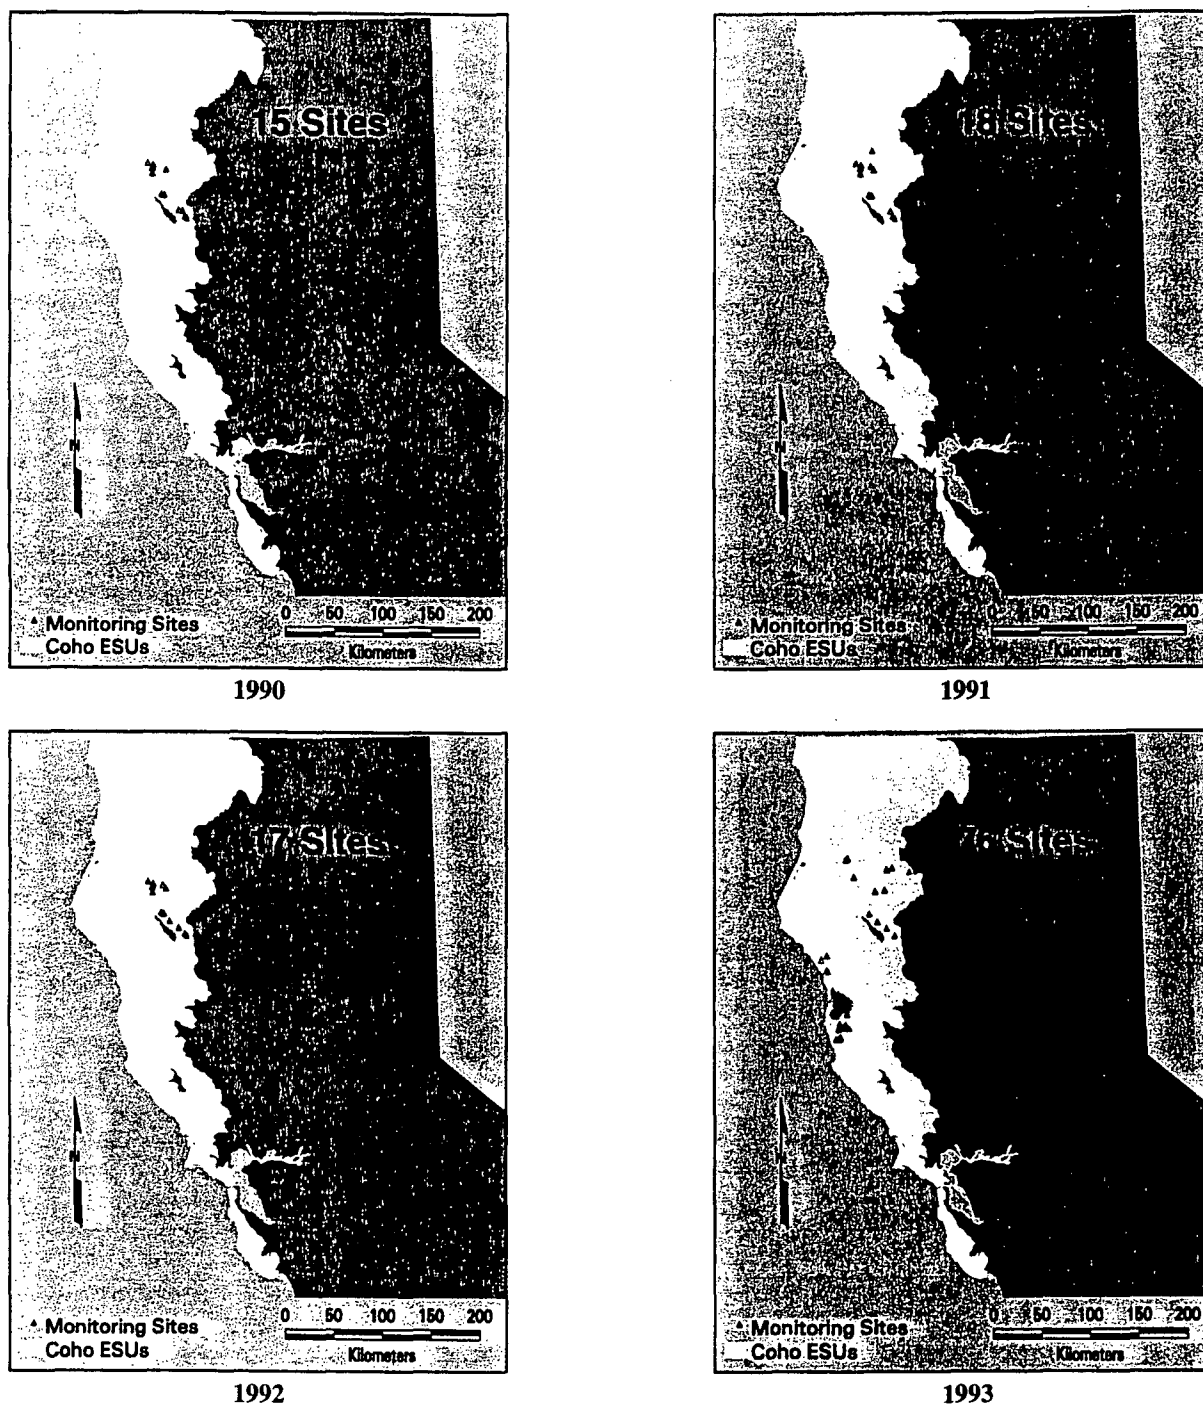 15 Sites
N
0 50 100 150 200
Monitoring Sites
Coho ESUs
Kilometers
1990
18 Sites
N
0 50 100 150 200
Monitoring Sites
Coho ESUs
Kilometers
1991
17 Sites
N
0 50 100 150 200
Monitoring Sites
Coho ESUs
Kilometers
1992
76 Sites
N
0 50 100 150 200
Monitoring Sites
Coho ESUs
Kilometers
1993